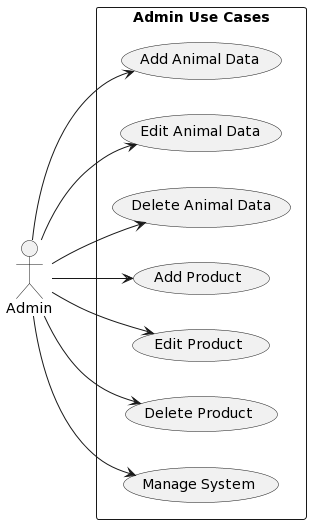 Admin Use Cases
Add Animal Data
Edit Animal Data
Delete Animal Data
Add Product
Admin
Edit Product
Delete Product
Manage System